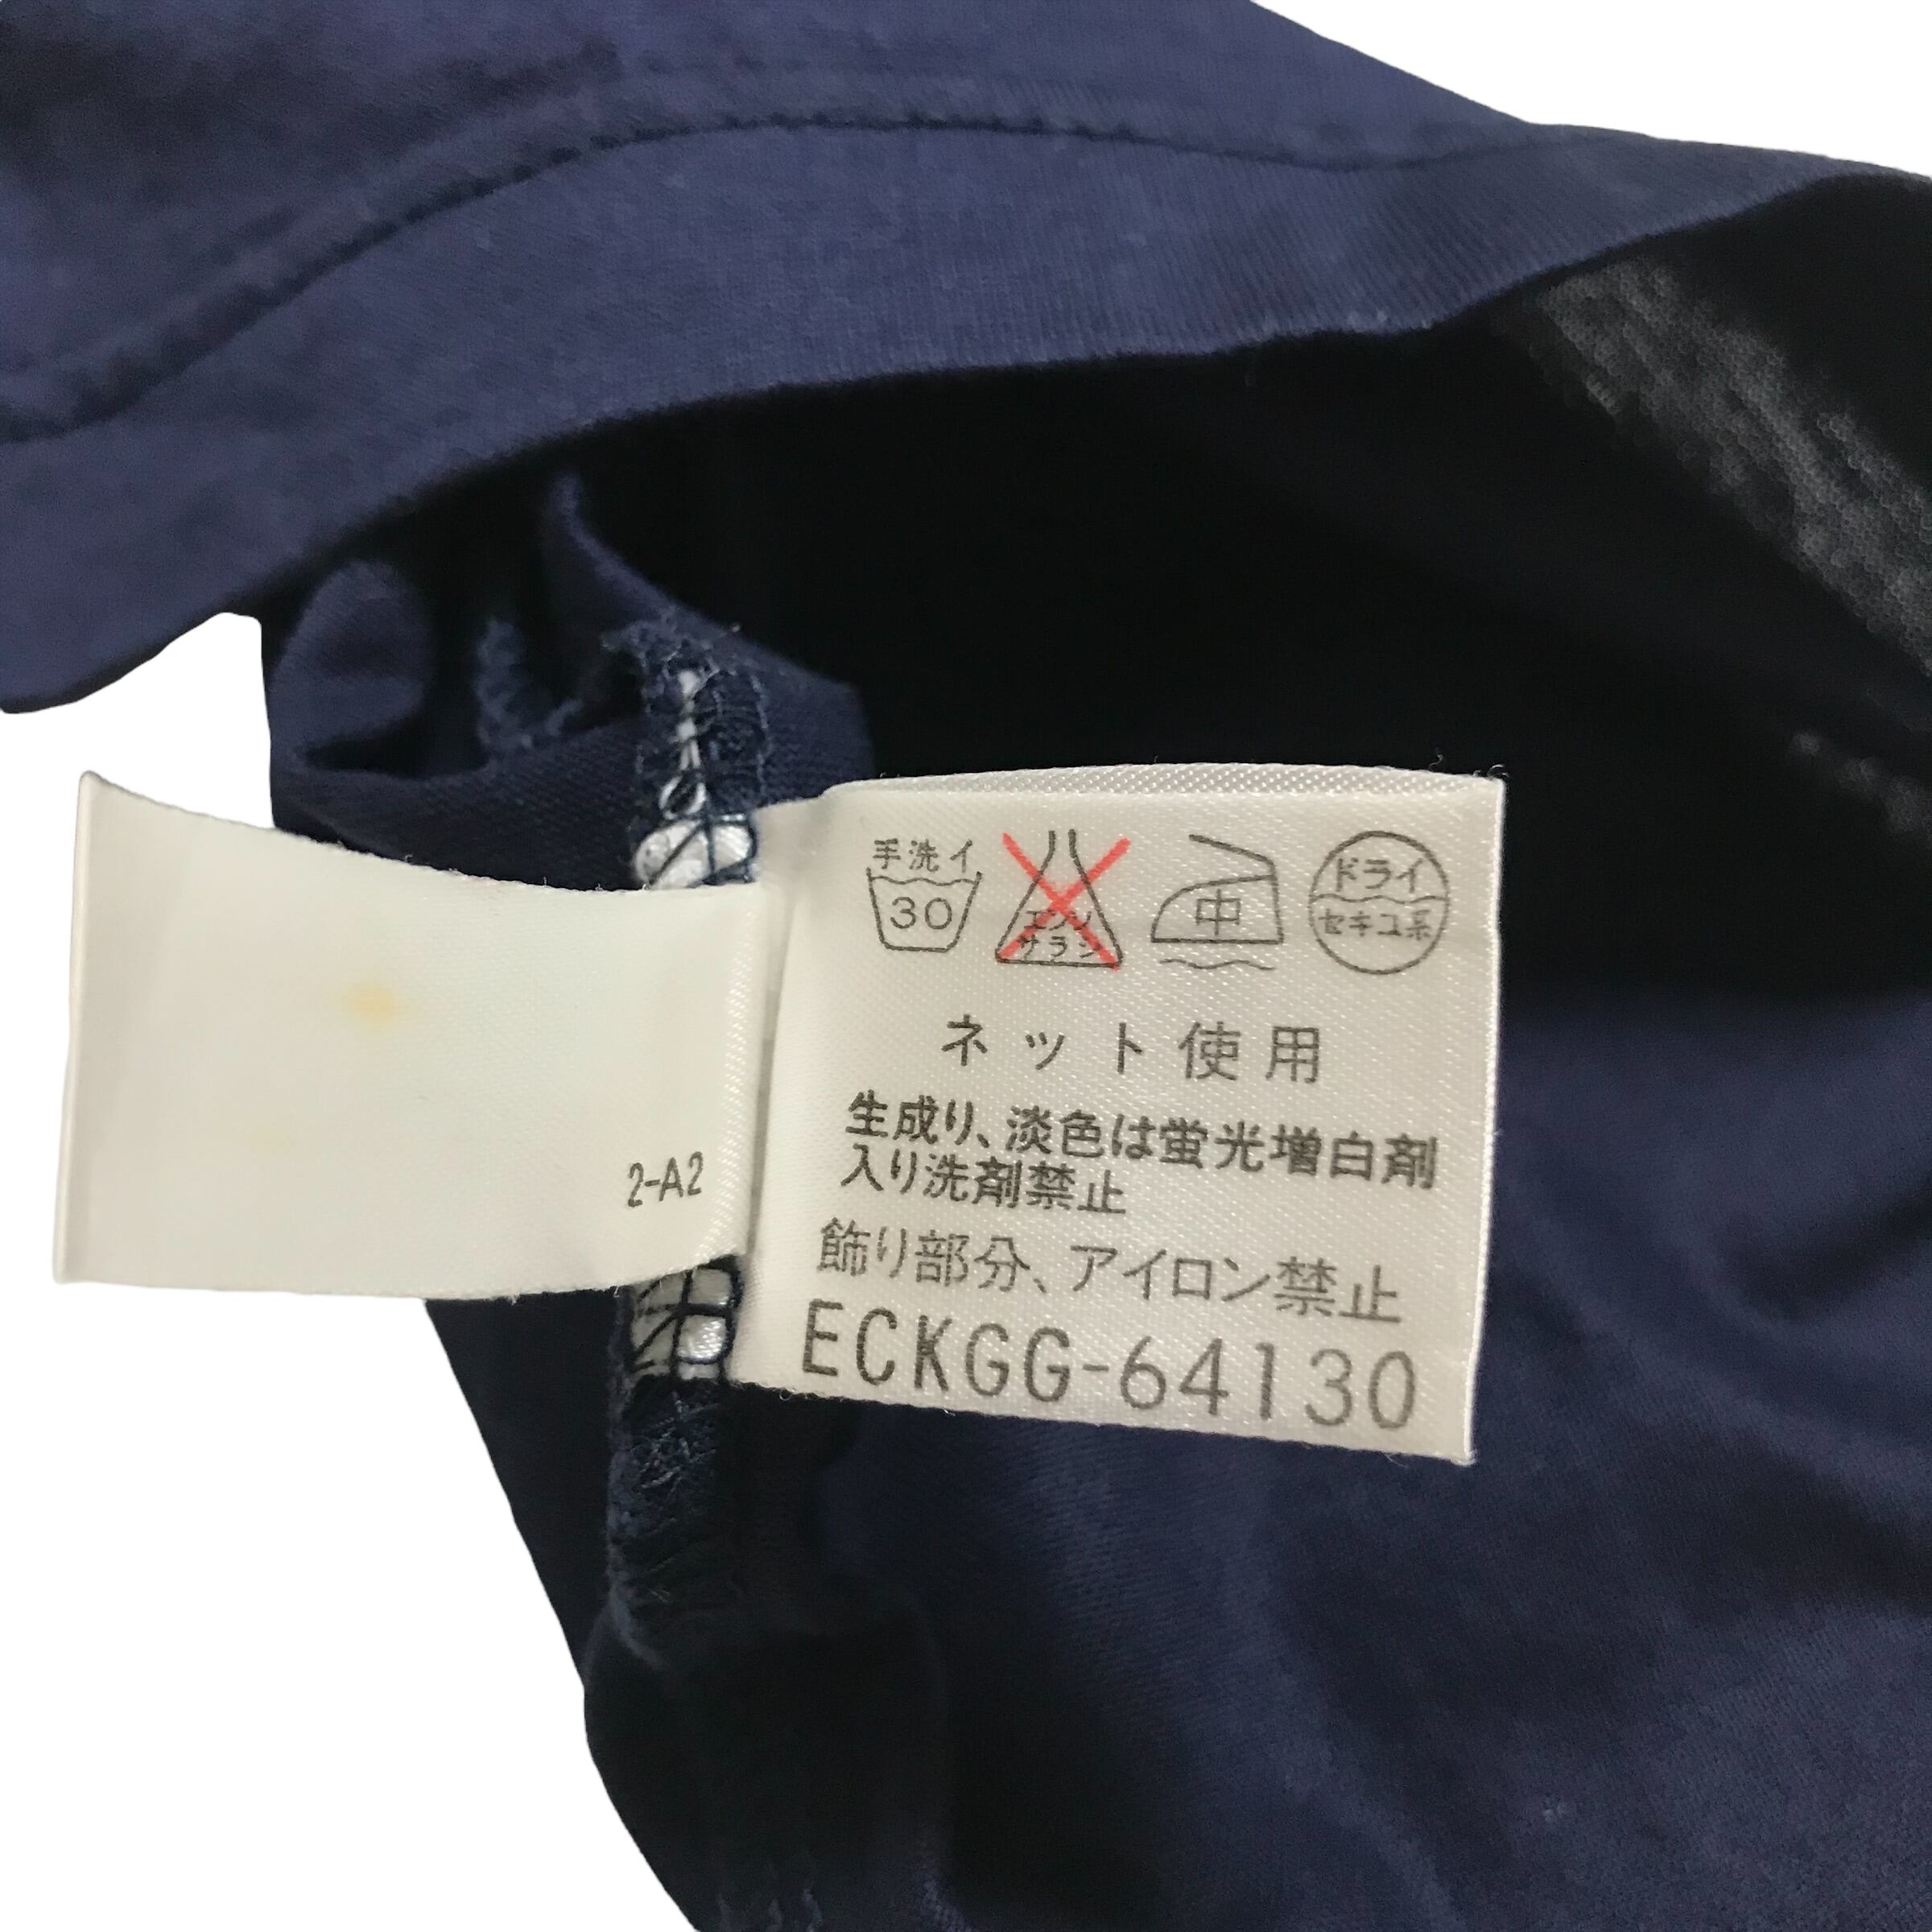 手洗イ
30
エンソ
サラシ
中
ドライ
セキユ系
ネット使用
生成り、淡色は蛍光増白剤
入り洗剤禁止
飾り部分、アイロン禁止
ECKGG-64130
2-A2